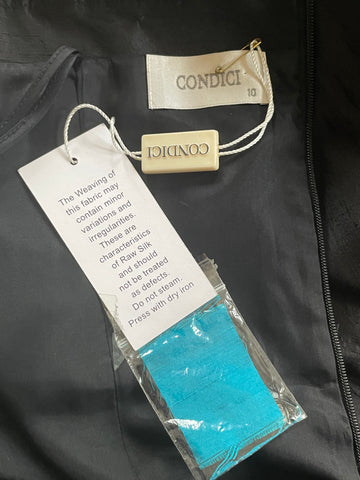 CONDICI
10
CONDICI
The Weaving of
this fabric may
contain minor
variations and
irregularities.
These are
characteristics
of Raw Silk
and should
not be treated
as defects.
Do not steam,
Press with dry iron